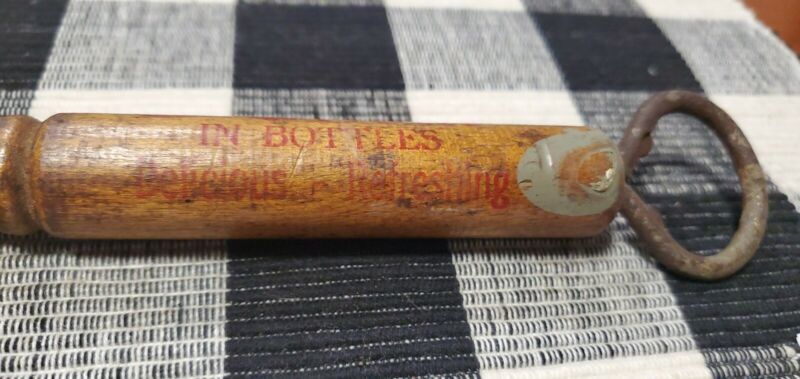 IN BOTTLES
Delicious - Refreshing